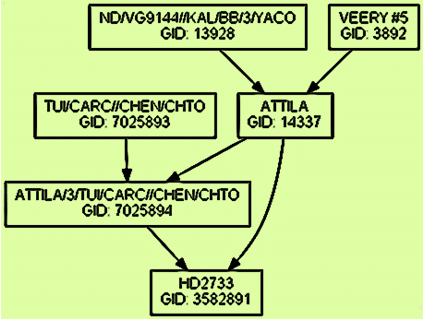 ND/VG9144//KAL/BB/3/YACO
GID: 13928
VEERY #5
GID: 3892
TUI/CARC//CHEN/CHTO
GID: 7025893
ATTILA
GID: 14337
ATTILA/3/TUI/CARC//CHEN/CHTO
GID: 7025894
HD2733
GID: 3582891